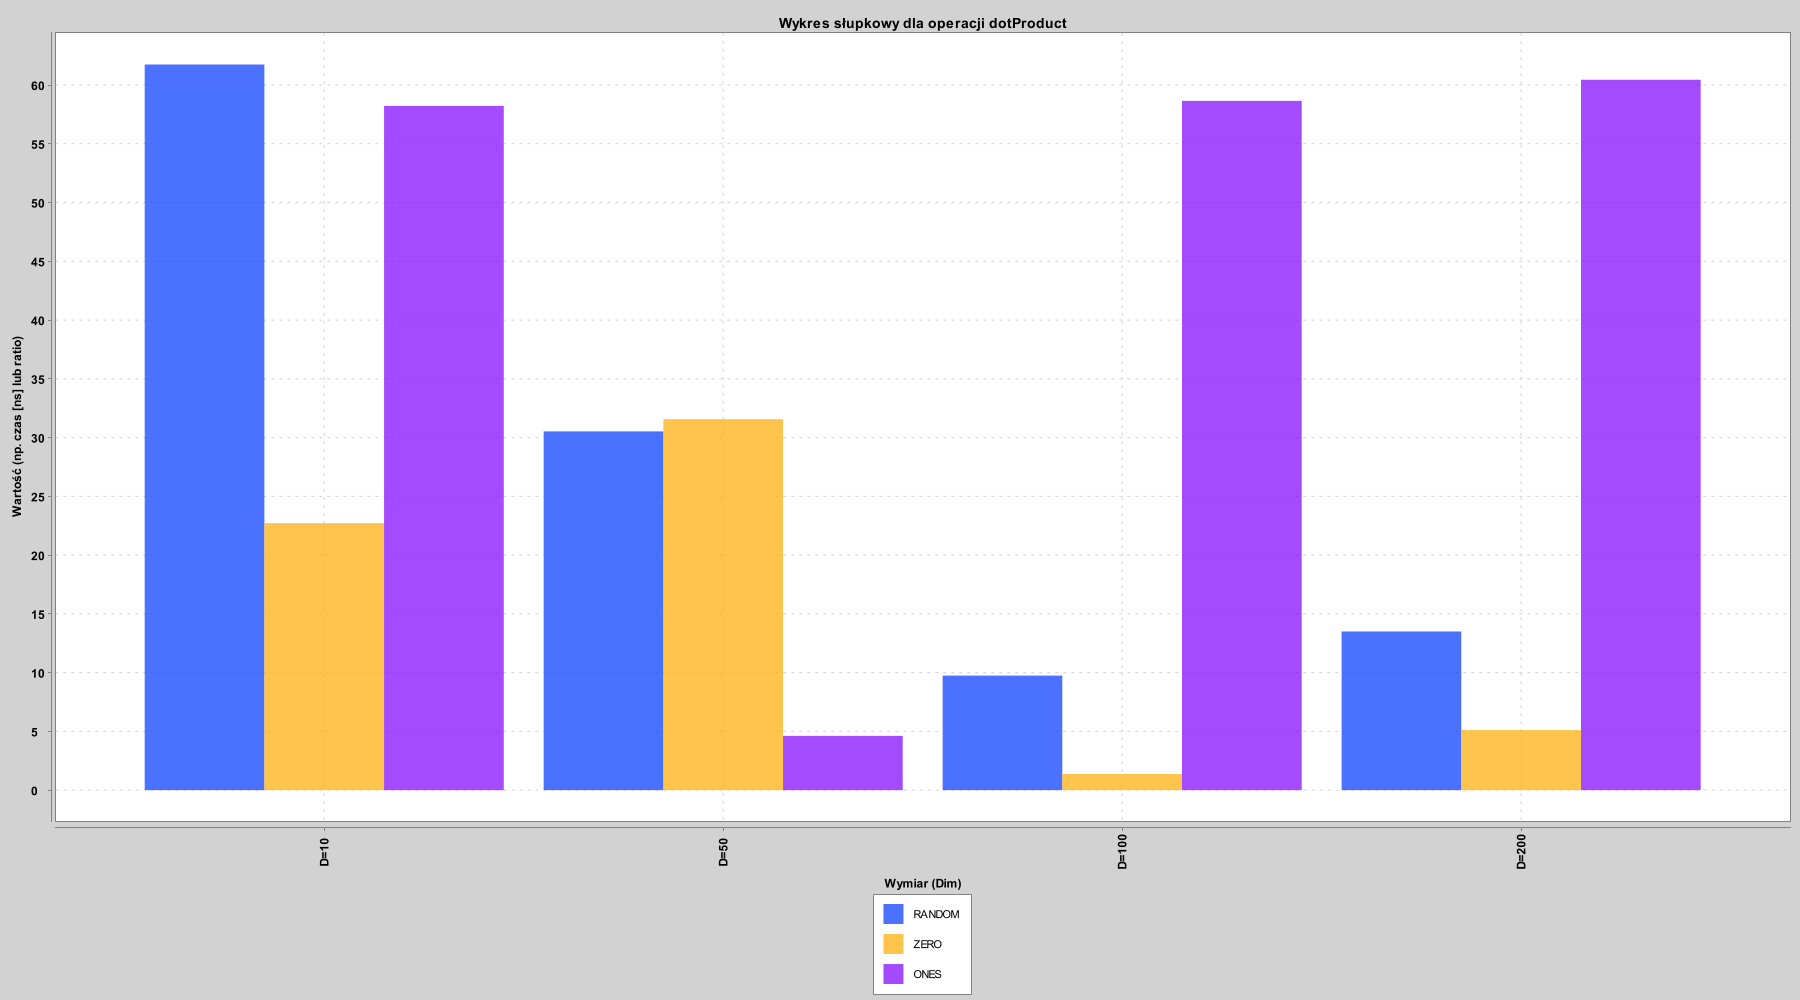 Wykres słupkowy dla operacji dotProduct
Wartość (np. czas [ns] lub ratio)
60
55
50
45
40
35
30
25
20
15
10
5
0
D=10
D=50
D=100
D=200
Wymiar (Dim)
RANDOM
ZERO
ONES